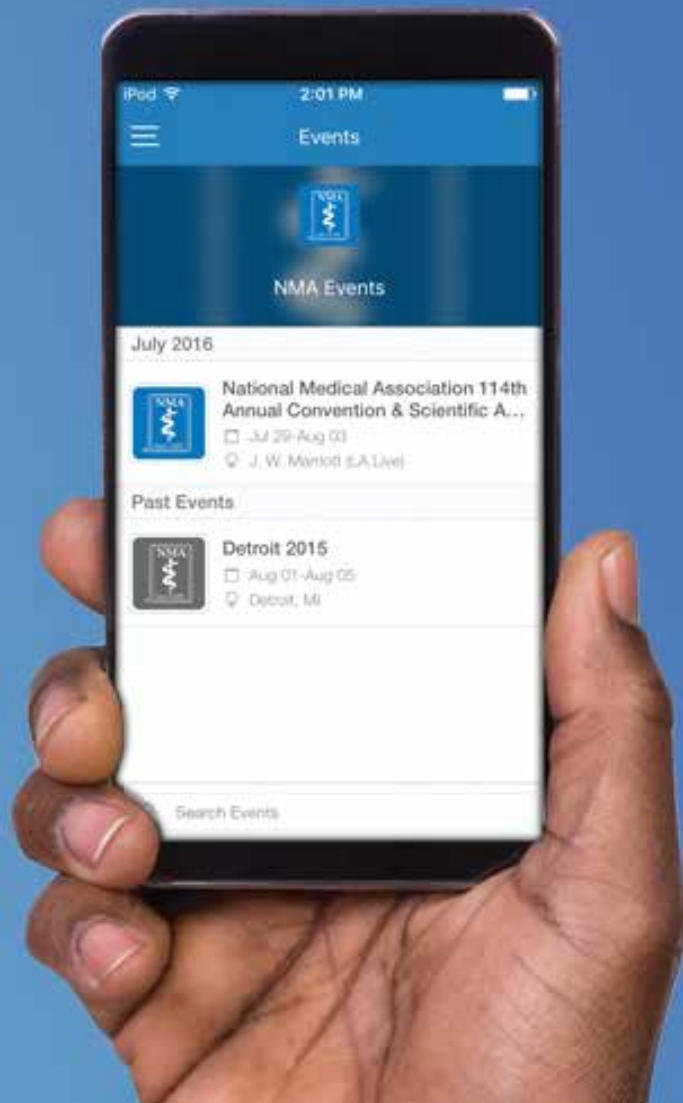 iPod 2:01 PM
Events
NMA
NMA Events
July 2016
NMA
National Medical Association 114th
Annual Convention & Scientific A...
Jul 29-Aug 03
J. W. Marriott (LA Live)
Past Events
NMA
Detroit 2015
Aug 01-Aug 05
Detroit, MI
Search Events